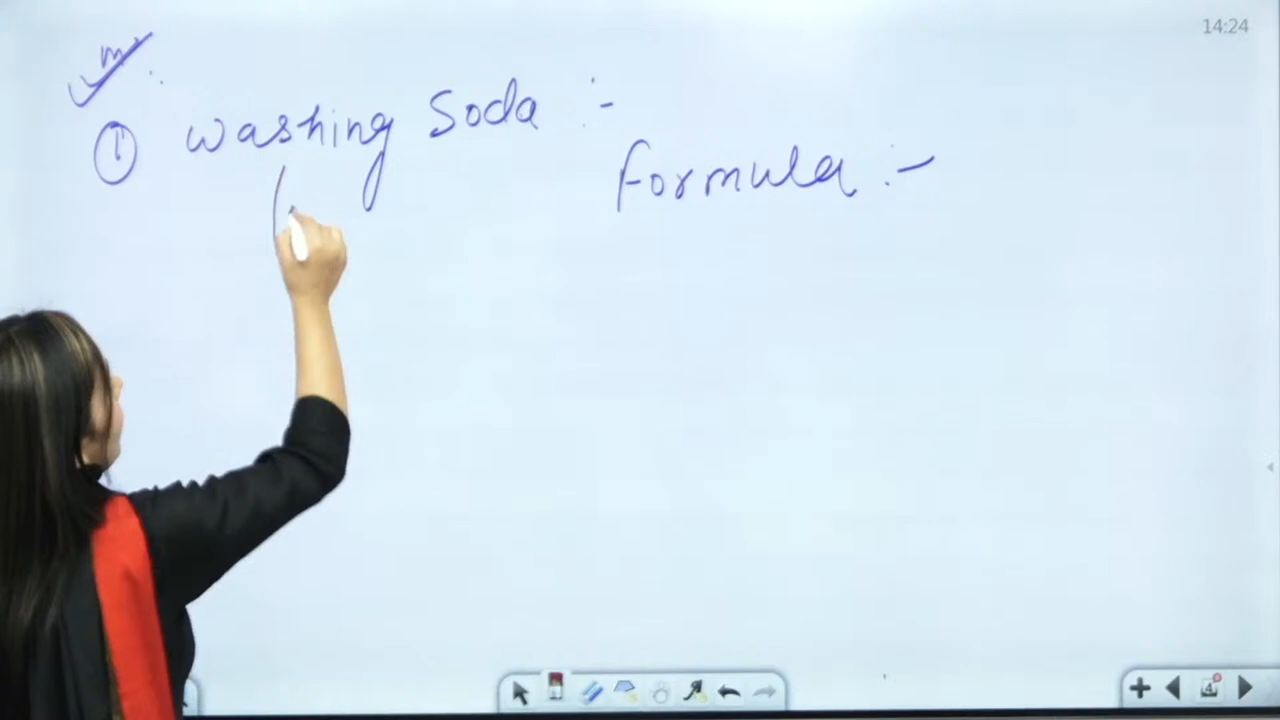 14:24
① washing Soda :-
Formula :-
(